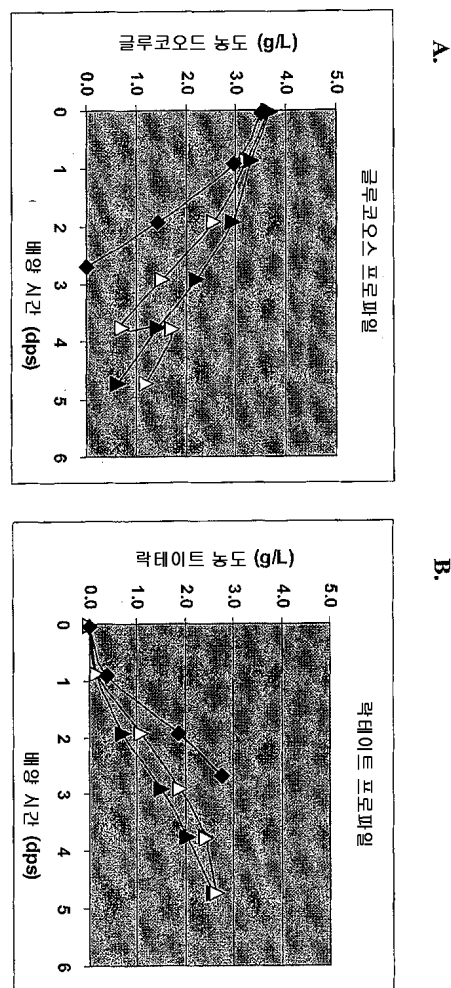 A.
글루코오스 프로파일
글루코오드 농도 (g/L)
5.0
4.0
3.0
2.0
1.0
0.0
0 1 2 3 4 5 6
배양 시간 (dps)
B.
락테이트 프로파일
락테이트 농도 (g/L)
5.0
4.0
3.0
2.0
1.0
0.0
0 1 2 3 4 5 6
배양 시간 (dps)